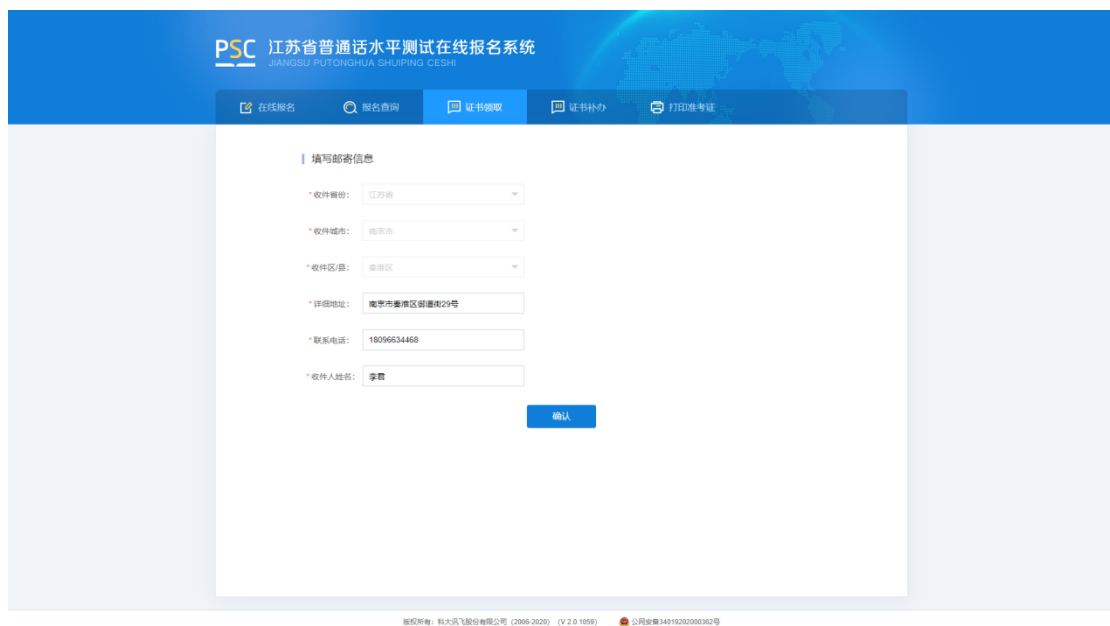 PSC 江苏省普通话水平测试在线报名系统
JIANGSU PUTONGHUA SHUIPING CESHI
在线报名 报名查询 证书领取 证书补办 打印准考证
填写邮寄信息
*收件省份： 江苏省
*收件城市： 南京市
*收件区/县： 秦淮区
*详细地址： 南京市秦淮区御道街29号
*联系电话： 18096634468
*收件人姓名： 李君
确认
版权所有：科大讯飞股份有限公司（2006-2020）（V 2.0.1059） 公网安备34019202000362号